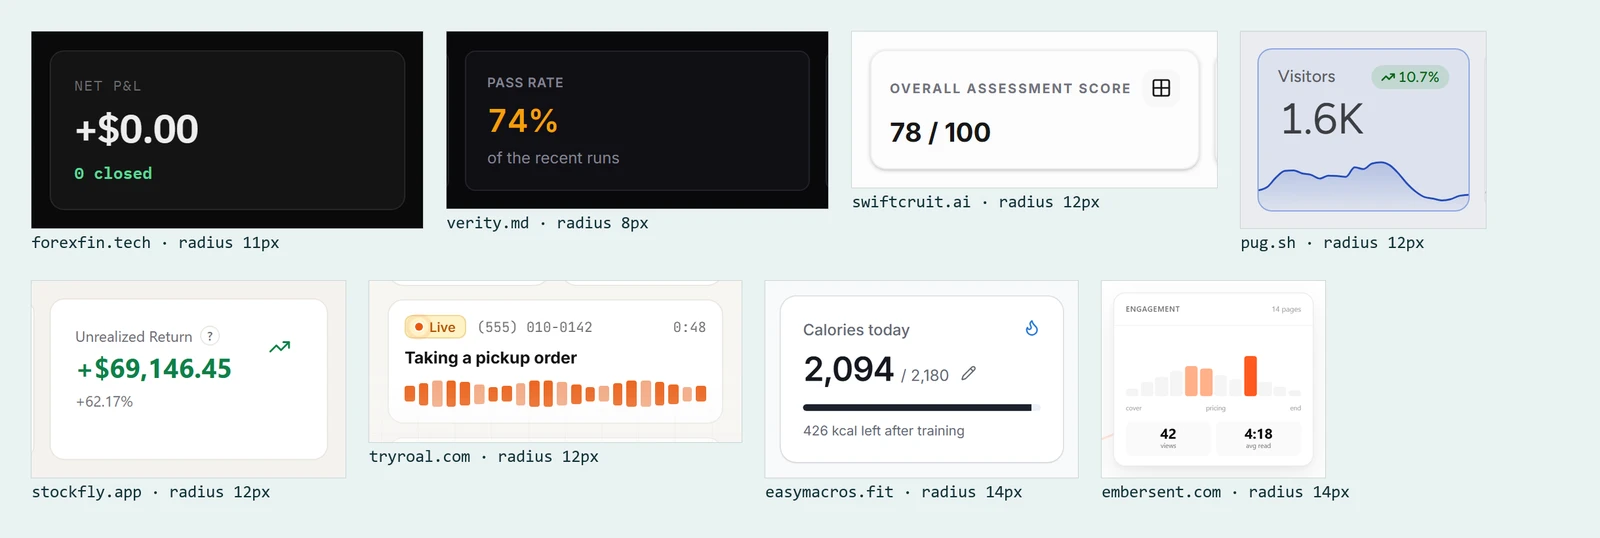 NET P&L
+$0.00
0 closed
forexfin.tech · radius 11px
PASS RATE
74%
of the recent runs
verity.md · radius 8px
OVERALL ASSESSMENT SCORE
78 / 100
swiftcruit.ai · radius 12px
Visitors
10.7%
1.6K
pug.sh · radius 12px
Unrealized Return ?
+$69,146.45
+62.17%
stockfly.app · radius 12px
Live (555) 010-0142 0:48
Taking a pickup order
tryroal.com · radius 12px
Calories today
2,094 / 2,180
426 kcal left after training
easymacros.fit · radius 14px
ENGAGEMENT 14 pages
cover pricing end
42 4:18
views avg read
embersent.com · radius 14px